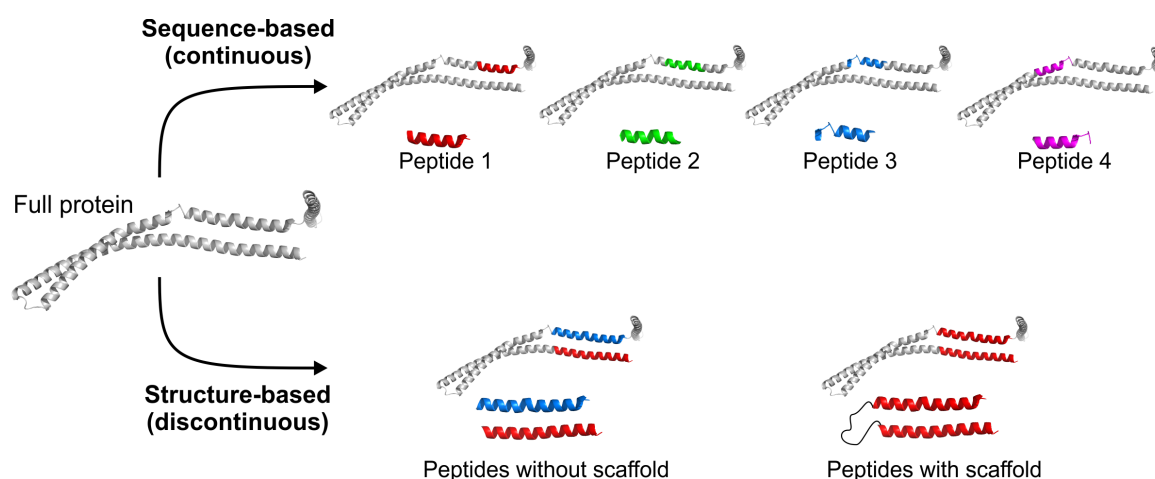 Sequence-based
(continuous)
Peptide 1
Peptide 2
Peptide 3
Peptide 4
Full protein
Structure-based
(discontinuous)
Peptides without scaffold
Peptides with scaffold